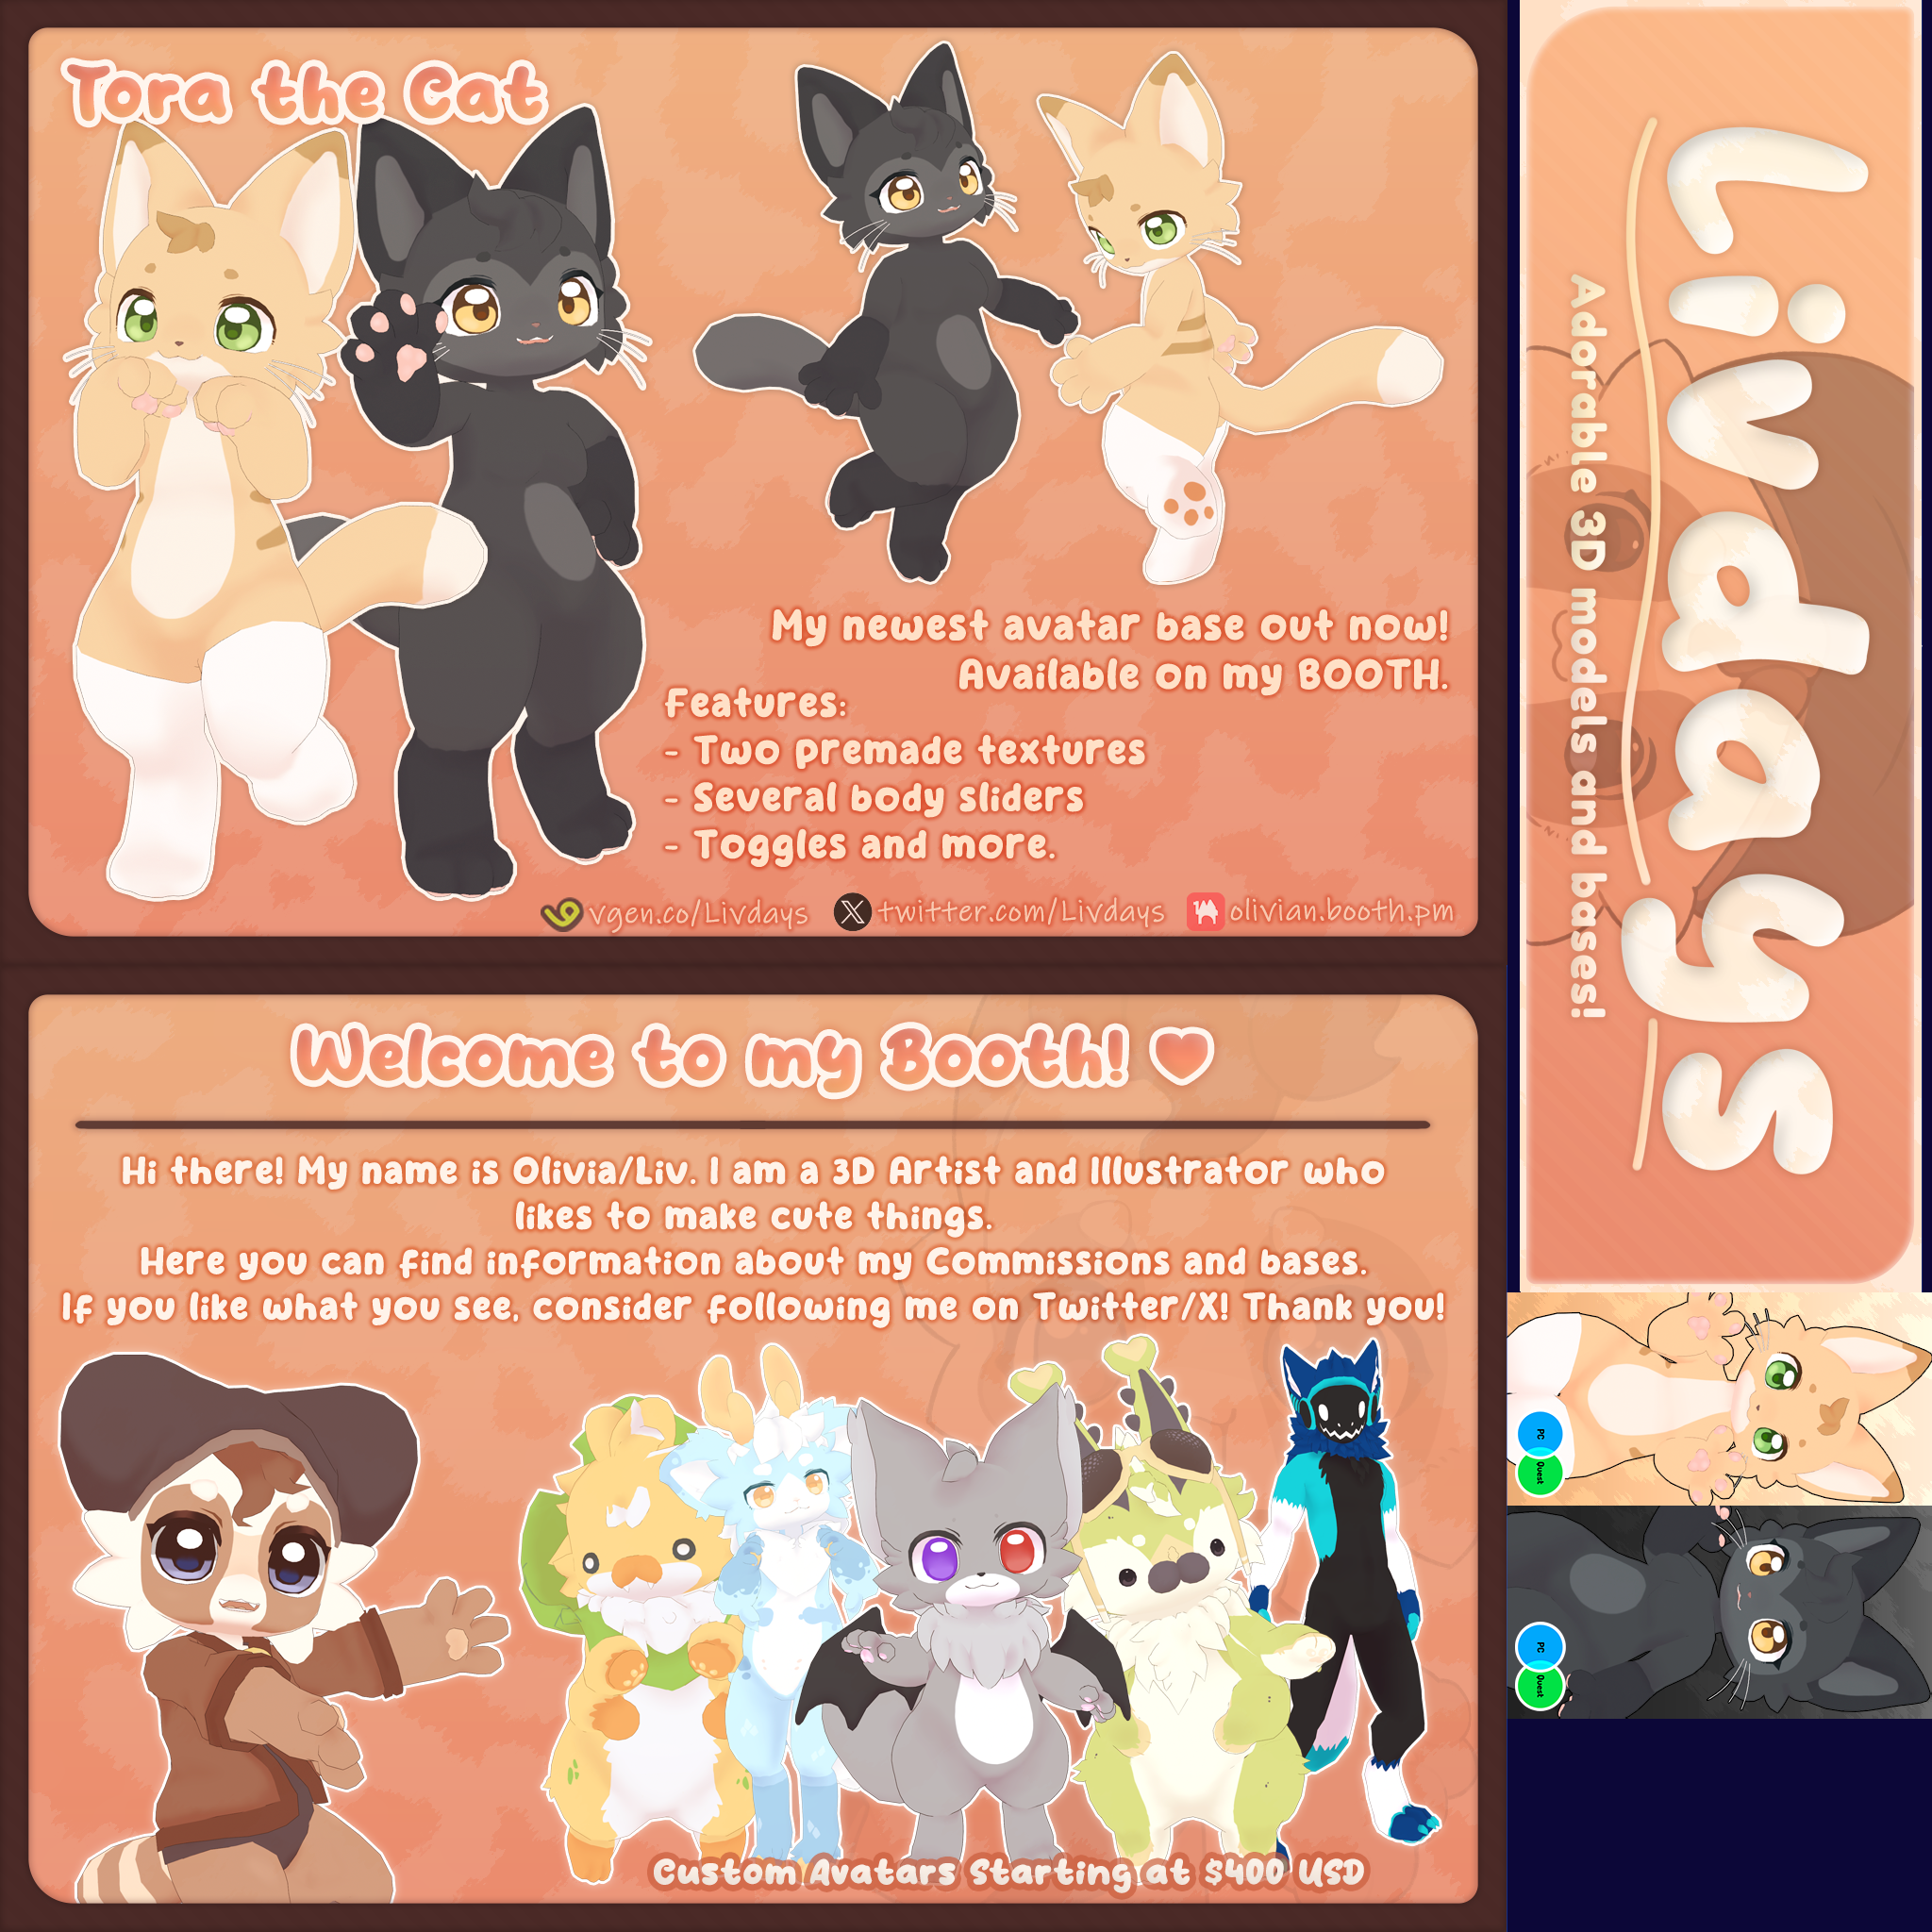 Tora the Cat
My newest avatar base out now!
Available on my BOOTH.
Features:
- Two premade textures
- Several body sliders
- Toggles and more.
vgen.co/Livdays
twitter.com/Livdays
olivian.booth.pm
Welcome to my Booth!
Hi there! My name is Olivia/Liv. I am a 3D Artist and Illustrator who
likes to make cute things.
Here you can find information about my Commissions and bases.
If you like what you see, consider following me on Twitter/X! Thank you!
Custom Avatars Starting at $400 USD
Livdays
Adorable 3D models and bases!
PC
Quest
PC
Quest